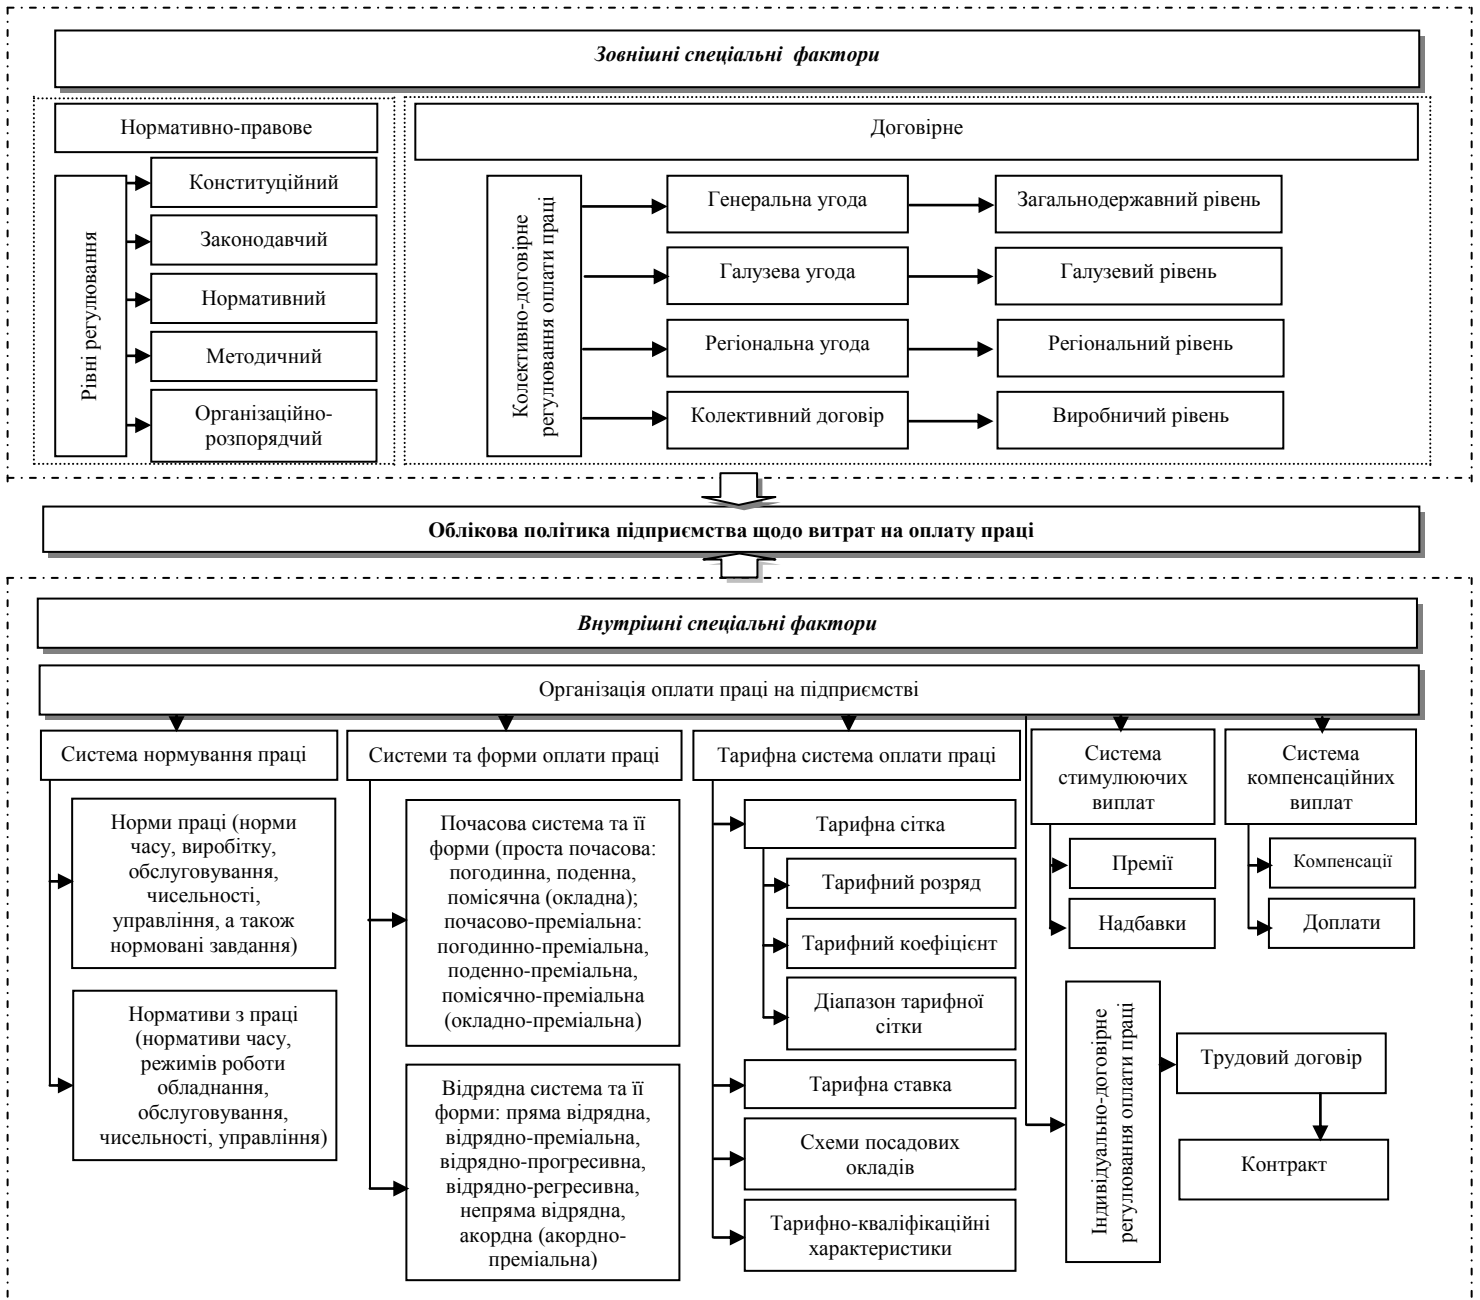 Зовнішні спеціальні фактори
Нормативно-правове
Рівні регулювання
Конституційний
Законодавчий
Нормативний
Методичний
Організаційно-
розпорядчий
Договірне
Колективно-договірне
регулювання оплати праці
Генеральна угода
Загальнодержавний рівень
Галузева угода
Галузевий рівень
Регіональна угода
Регіональний рівень
Колективний договір
Виробничий рівень
Облікова політика підприємства щодо витрат на оплату праці
Внутрішні спеціальні фактори
Організація оплати праці на підприємстві
Система нормування праці
Норми праці (норми
часу, виробітку,
обслуговування,
чисельності,
управління, а також
нормовані завдання)
Нормативи з праці
(нормативи часу,
режимів роботи
обладнання,
обслуговування,
чисельності, управління)
Системи та форми оплати праці
Почасова система та її
форми (проста почасова:
погодинна, поденна,
помісячна (окладна);
почасово-преміальна:
погодинно-преміальна,
поденно-преміальна,
помісячно-преміальна
(окладно-преміальна)
Відрядна система та її
форми: пряма відрядна,
відрядно-преміальна,
відрядно-прогресивна,
відрядно-регресивна,
непряма відрядна,
акордна (акордно-
преміальна)
Тарифна система оплати праці
Тарифна сітка
Тарифний розряд
Тарифний коефіцієнт
Діапазон тарифної
сітки
Тарифна ставка
Схеми посадових
окладів
Тарифно-кваліфікаційні
характеристики
Система
стимулюючих
виплат
Премії
Надбавки
Система
компенсаційних
виплат
Компенсації
Доплати
Індивідуально-договірне
регулювання оплати праці
Трудовий договір
Контракт